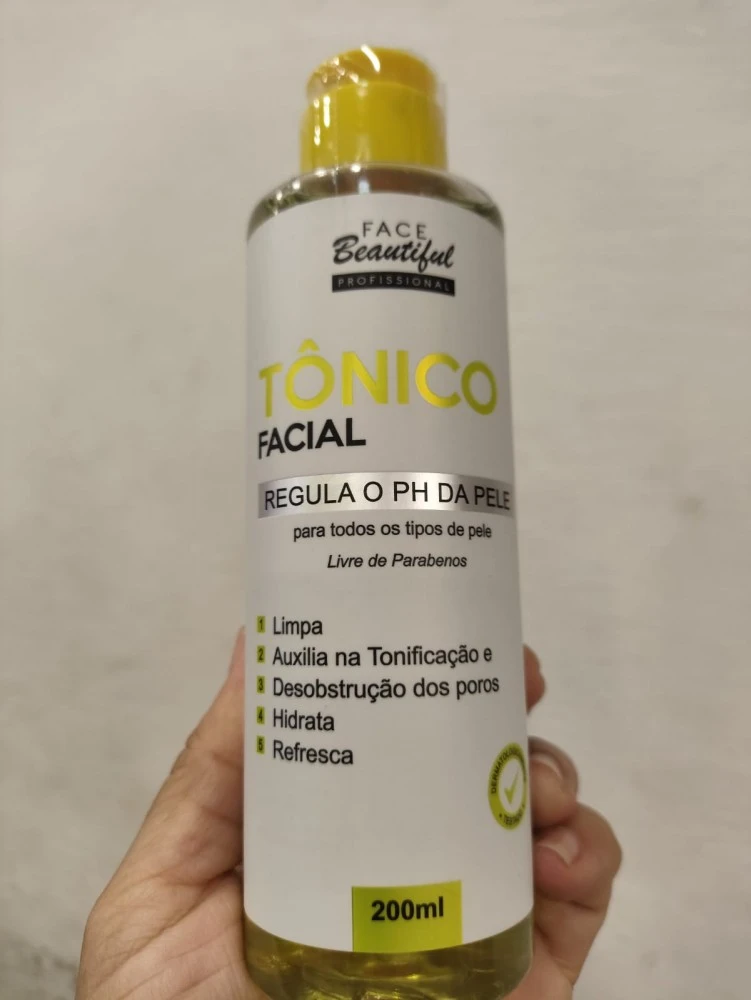 FACE
Beautiful
PROFISSIONAL
TÔNICO
FACIAL
REGULA O PH DA PELE
para todos os tipos de pele
Livre de Parabenos
1 Limpa
2 Auxilia na Tonificação e
3 Desobstrução dos poros
4 Hidrata
5 Refresca
200ml